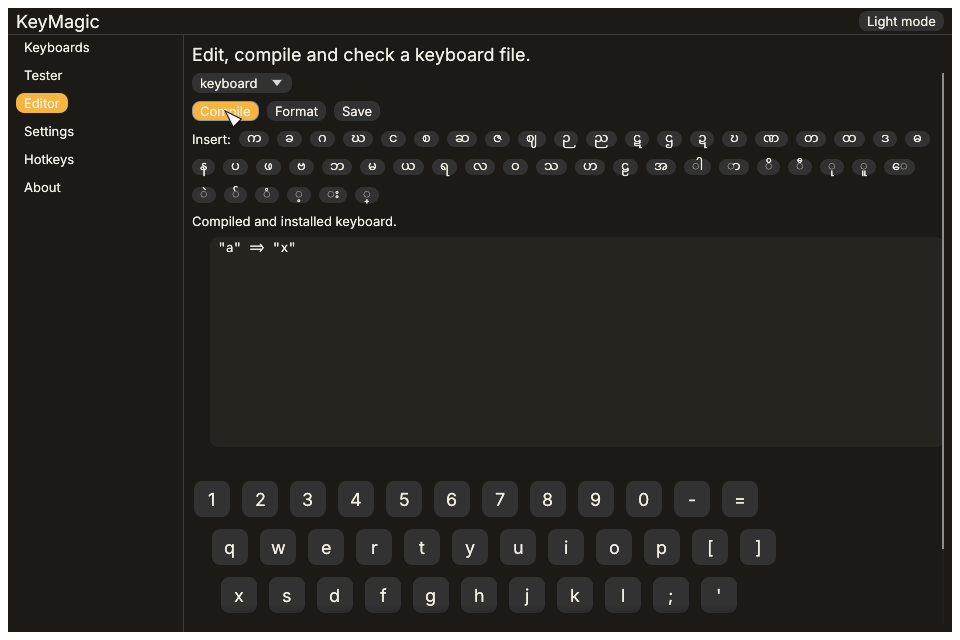 KeyMagic Light mode
Keyboards
Tester
Editor
Settings
Hotkeys
About
Edit, compile and check a keyboard file.
keyboard
Compile Format Save
Insert: က ခ ဂ ဃ င စ ဆ ဇ ဈ ဉ ည ဋ ဌ ဍ ဎ ဏ တ ထ ဒ ဓ
န ပ ဖ ဗ ဘ မ ယ ရ လ ဝ သ ဟ ဠ အ ါ ာ ိ ီ ု ူ ေ
ဲ ် ံ ့ း ္
Compiled and installed keyboard.
"a" => "x"
1 2 3 4 5 6 7 8 9 0 - =
q w e r t y u i o p [ ]
x s d f g h j k l ; '